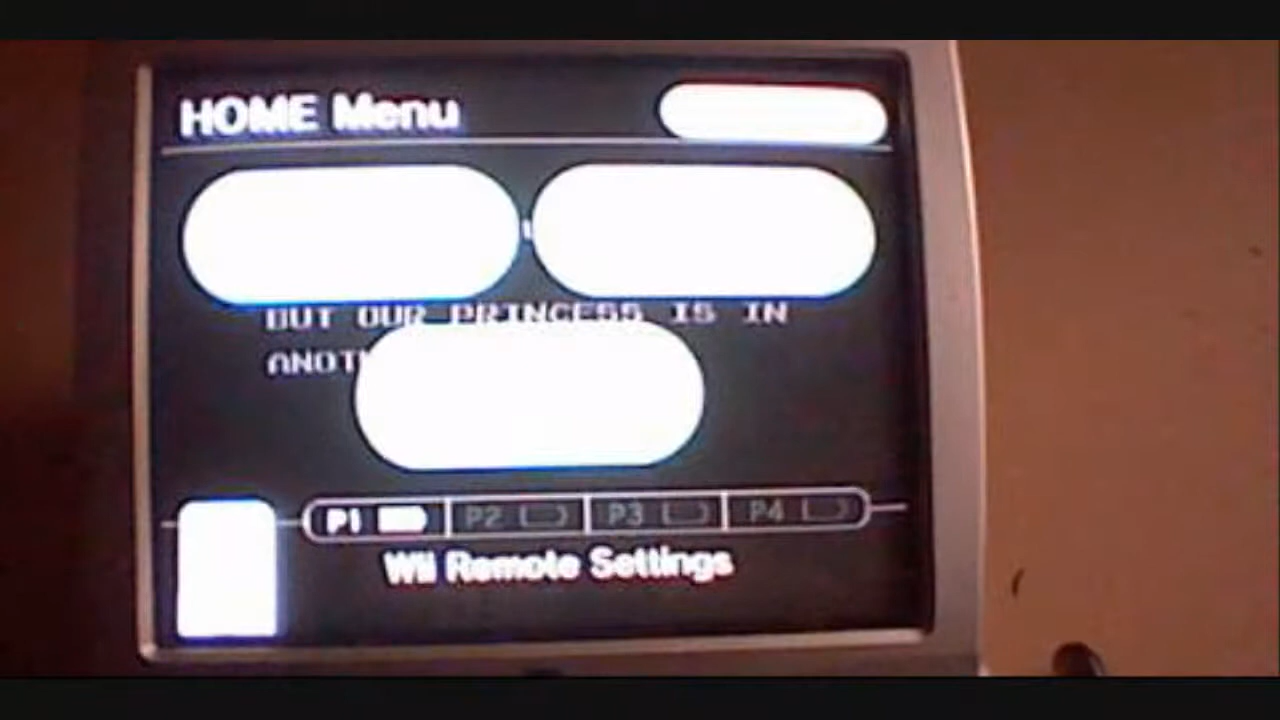 HOME Menu
BUT OUR PRINCESS IS IN
P1 P2 P3 P4
Wii Remote Settings